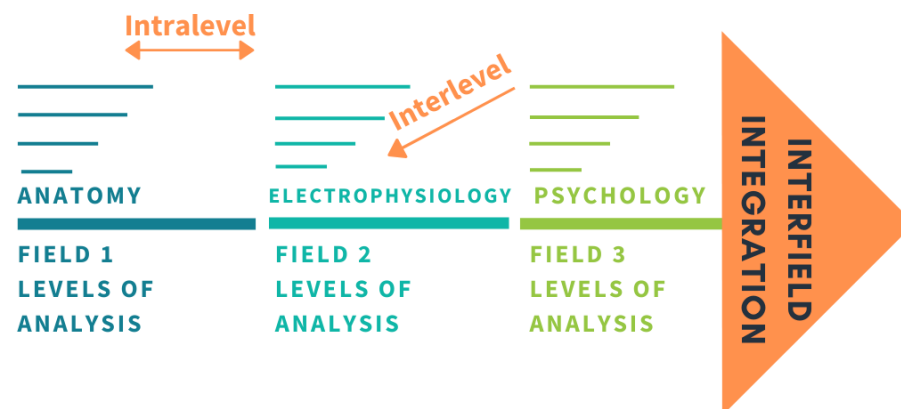 Intralevel
Interlevel
ANATOMY
FIELD 1
LEVELS OF
ANALYSIS
ELECTROPHYSIOLOGY
FIELD 2
LEVELS OF
ANALYSIS
PSYCHOLOGY
FIELD 3
LEVELS OF
ANALYSIS
INTERFIELD
INTEGRATION